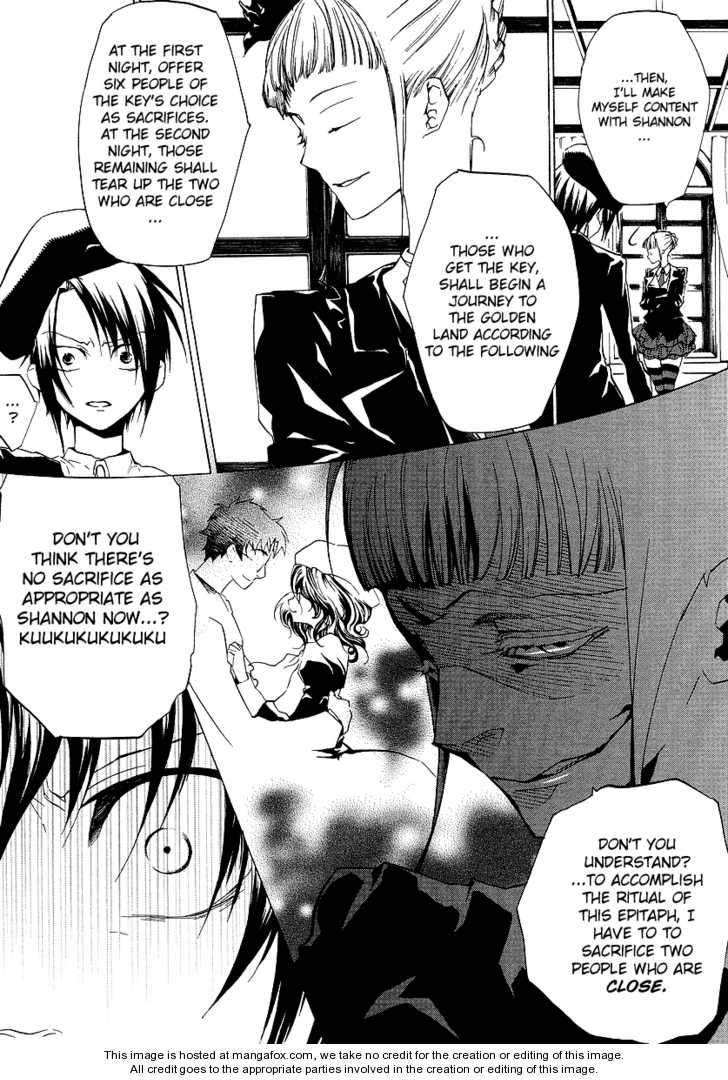 ...THEN,
I'LL MAKE
MYSELF CONTENT
WITH SHANNON
...
...
THOSE WHO
GET THE KEY,
SHALL BEGIN A
JOURNEY TO
THE GOLDEN
LAND ACCORDING
TO THE FOLLOWING
AT THE FIRST
NIGHT, OFFER
SIX PEOPLE OF
THE KEY'S CHOICE
AS SACRIFICES.
AT THE SECOND
NIGHT, THOSE
REMAINING SHALL
TEAR UP THE TWO
WHO ARE CLOSE
...
...
?
DON'T YOU
UNDERSTAND?
...TO ACCOMPLISH
THE RITUAL OF
THIS EPITAPH, I
HAVE TO TO
SACRIFICE TWO
PEOPLE WHO ARE
CLOSE.
DON'T YOU
THINK THERE'S
NO SACRIFICE AS
APPROPRIATE AS
SHANNON NOW...?
KUUKUKUKUKUKU
This image is hosted at mangafox.com, we take no credit for the creation or editing of this image.
All credit goes to the appropriate parties involved in the creation or editing of this image.